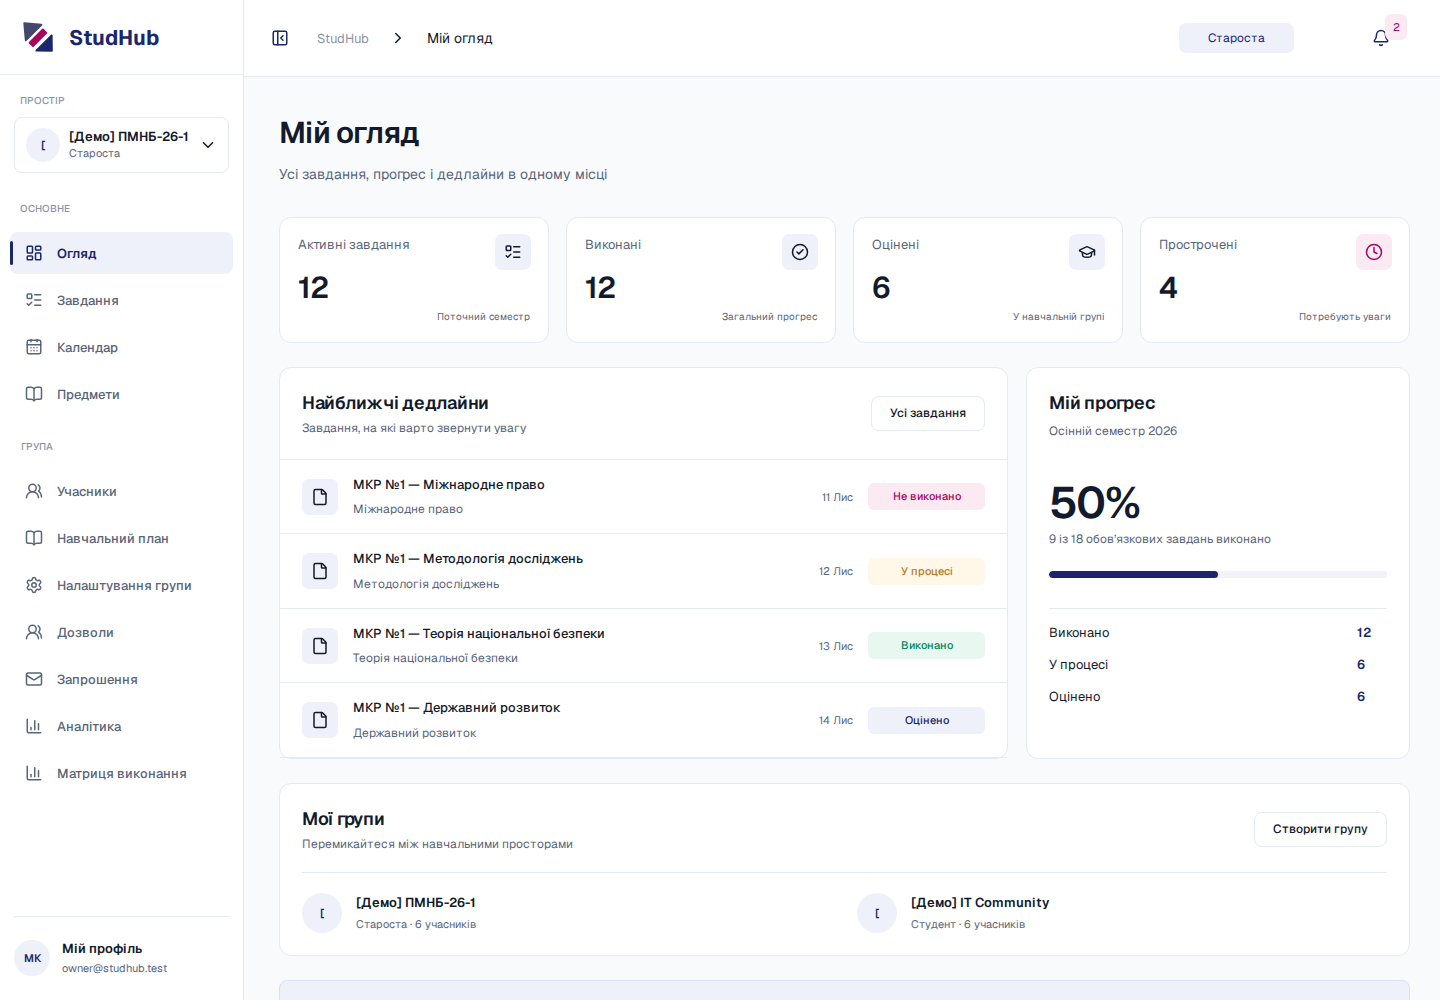 StudHub
ПРОСТІР
[
[Демо] ПМНБ-26-1
Староста
ОСНОВНЕ
Огляд
Завдання
Календар
Предмети
ГРУПА
Учасники
Навчальний план
Налаштування групи
Дозволи
Запрошення
Аналітика
Матриця виконання
МК
Мій профіль
owner@studhub.test
StudHub
Мій огляд
Староста
2
Мій огляд
Усі завдання, прогрес і дедлайни в одному місці
Активні завдання
12
Поточний семестр
Виконані
12
Загальний прогрес
Оцінені
6
У навчальній групі
Прострочені
4
Потребують уваги
Найближчі дедлайни
Завдання, на які варто звернути увагу
Усі завдання
МКР №1 — Міжнародне право
Міжнародне право
11 Лис
Не виконано
МКР №1 — Методологія досліджень
Методологія досліджень
12 Лис
У процесі
МКР №1 — Теорія національної безпеки
Теорія національної безпеки
13 Лис
Виконано
МКР №1 — Державний розвиток
Державний розвиток
14 Лис
Оцінено
Мій прогрес
Осінній семестр 2026
50%
9 із 18 обов'язкових завдань виконано
Виконано 12
У процесі 6
Оцінено 6
Мої групи
Перемикайтеся між навчальними просторами
Створити групу
[
[Демо] ПМНБ-26-1
Староста · 6 учасників
[
[Демо] IT Community
Студент · 6 учасників